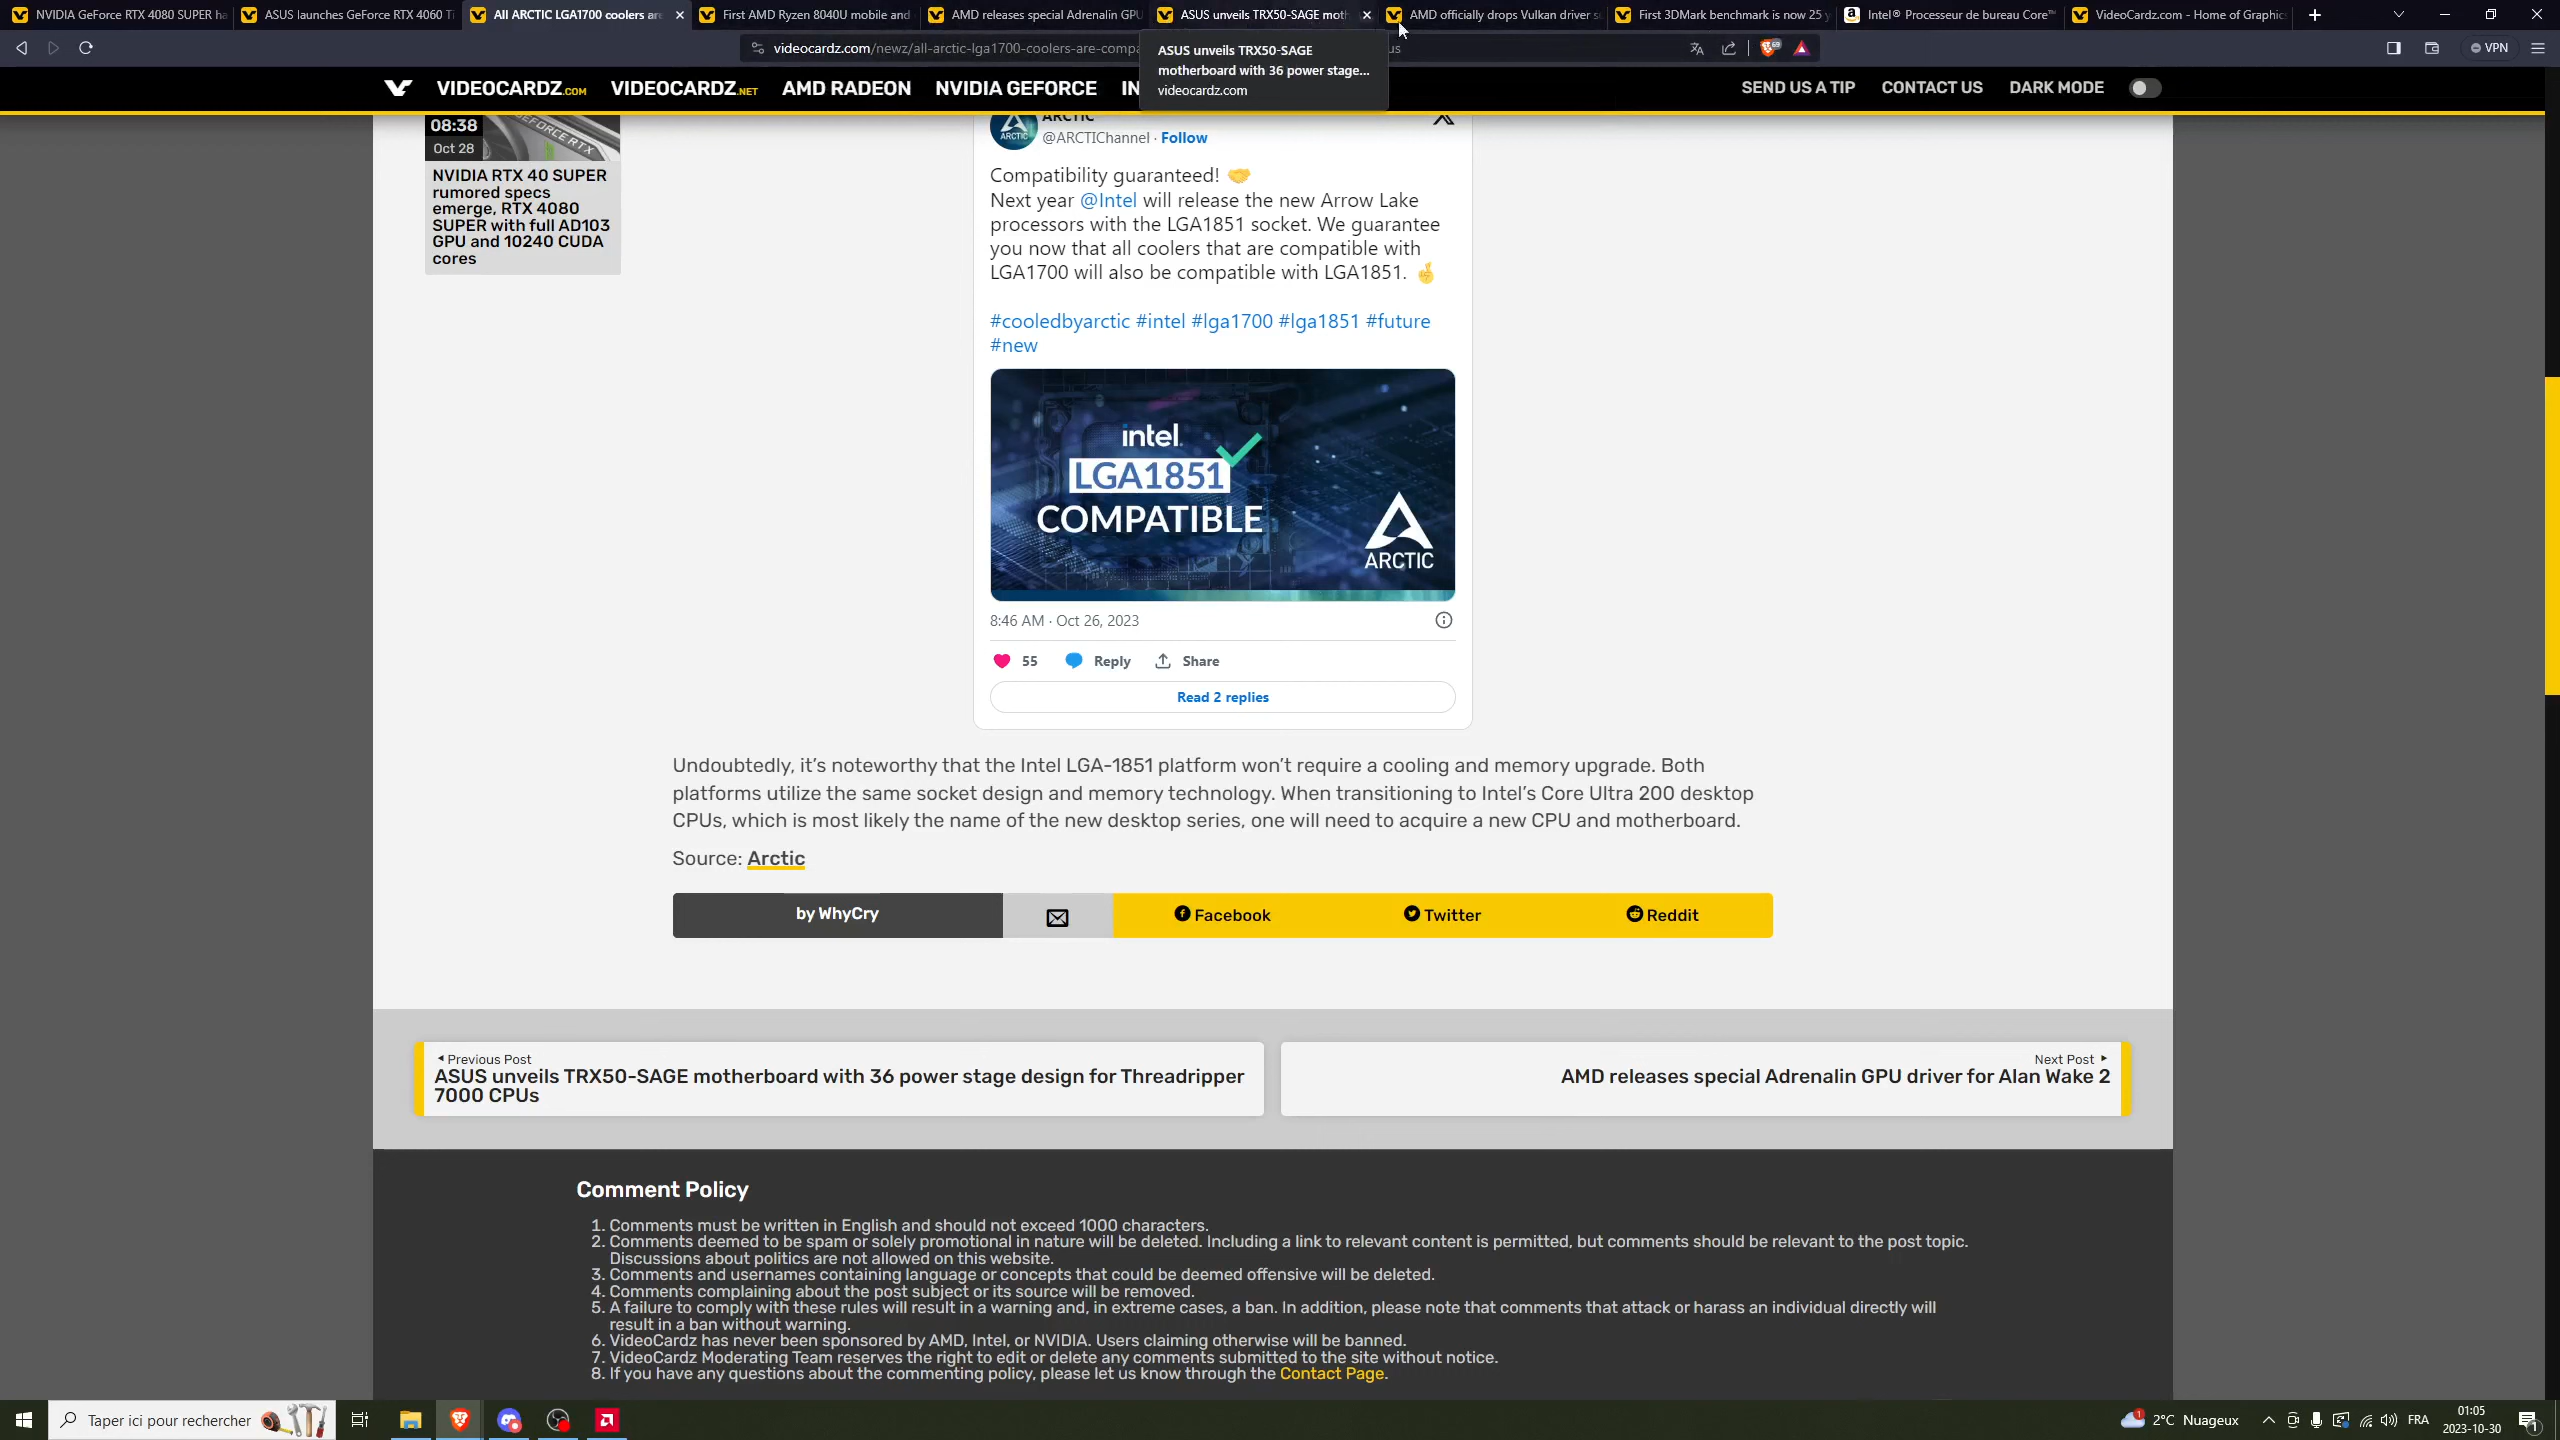 NVIDIA GeForce RTX 4080 SUPER ha
ASUS launches GeForce RTX 4060 Ti
All ARCTIC LGA1700 coolers are
First AMD Ryzen 8040U mobile and
AMD releases special Adrenalin GPU
ASUS unveils TRX50-SAGE moth
AMD officially drops Vulkan driver s
First 3DMark benchmark is now 25 y
Intel® Processeur de bureau Core™
VideoCardz.com - Home of Graphics
videocardz.com/newz/all-arctic-lga1700-coolers-are-compa
us
69
VPN
ASUS unveils TRX50-SAGE
motherboard with 36 power stage...
videocardz.com
VIDEOCARDZ.COM
VIDEOCARDZ.NET
AMD RADEON
NVIDIA GEFORCE
IN
SEND US A TIP
CONTACT US
DARK MODE
08:38
Oct 28
GEFORCE RTX
NVIDIA RTX 40 SUPER
rumored specs
emerge, RTX 4080
SUPER with full AD103
GPU and 10240 CUDA
cores
ARCTIC
ARCTIC
@ARCTIChannel · Follow
Compatibility guaranteed! 🤝
Next year @Intel will release the new Arrow Lake
processors with the LGA1851 socket. We guarantee
you now that all coolers that are compatible with
LGA1700 will also be compatible with LGA1851. 🤞
#cooledbyarctic #intel #lga1700 #lga1851 #future
#new
intel
LGA1851
COMPATIBLE
ARCTIC
8:46 AM · Oct 26, 2023
55
Reply
Share
Read 2 replies
Undoubtedly, it's noteworthy that the Intel LGA-1851 platform won't require a cooling and memory upgrade. Both
platforms utilize the same socket design and memory technology. When transitioning to Intel's Core Ultra 200 desktop
CPUs, which is most likely the name of the new desktop series, one will need to acquire a new CPU and motherboard.
Source: Arctic
by WhyCry
Facebook
Twitter
Reddit
Previous Post
ASUS unveils TRX50-SAGE motherboard with 36 power stage design for Threadripper
7000 CPUs
Next Post
AMD releases special Adrenalin GPU driver for Alan Wake 2
Comment Policy
1. Comments must be written in English and should not exceed 1000 characters.
2. Comments deemed to be spam or solely promotional in nature will be deleted. Including a link to relevant content is permitted, but comments should be relevant to the post topic.
Discussions about politics are not allowed on this website.
3. Comments and usernames containing language or concepts that could be deemed offensive will be deleted.
4. Comments complaining about the post subject or its source will be removed.
5. A failure to comply with these rules will result in a warning and, in extreme cases, a ban. In addition, please note that comments that attack or harass an individual directly will
result in a ban without warning.
6. VideoCardz has never been sponsored by AMD, Intel, or NVIDIA. Users claiming otherwise will be banned.
7. VideoCardz Moderating Team reserves the right to edit or delete any comments submitted to the site without notice.
8. If you have any questions about the commenting policy, please let us know through the Contact Page.
Taper ici pour rechercher
1
2°C Nuageux
FRA
01:05
2023-10-30
1